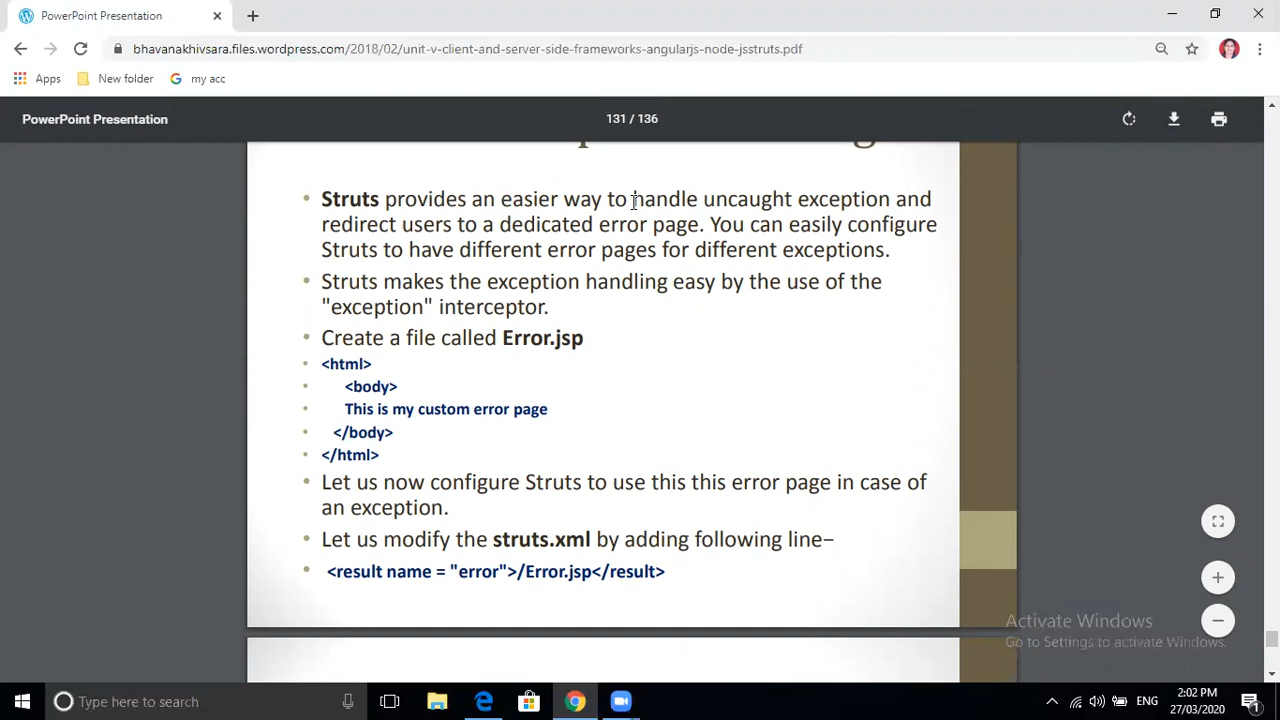 PowerPoint Presentation
bhavanakhivsara.files.wordpress.com/2018/02/unit-v-client-and-server-side-frameworks-angularjs-node-jsstruts.pdf
Apps New folder my acc
PowerPoint Presentation 131 / 136
• Struts provides an easier way to handle uncaught exception and
redirect users to a dedicated error page. You can easily configure
Struts to have different error pages for different exceptions.
• Struts makes the exception handling easy by the use of the
"exception" interceptor.
• Create a file called Error.jsp
• <html>
• <body>
• This is my custom error page
• </body>
• </html>
• Let us now configure Struts to use this this error page in case of
an exception.
• Let us modify the struts.xml by adding following line−
• <result name = "error">/Error.jsp</result>
Activate Windows
Go to Settings to activate Windows.
Type here to search
ENG
2:02 PM
27/03/2020